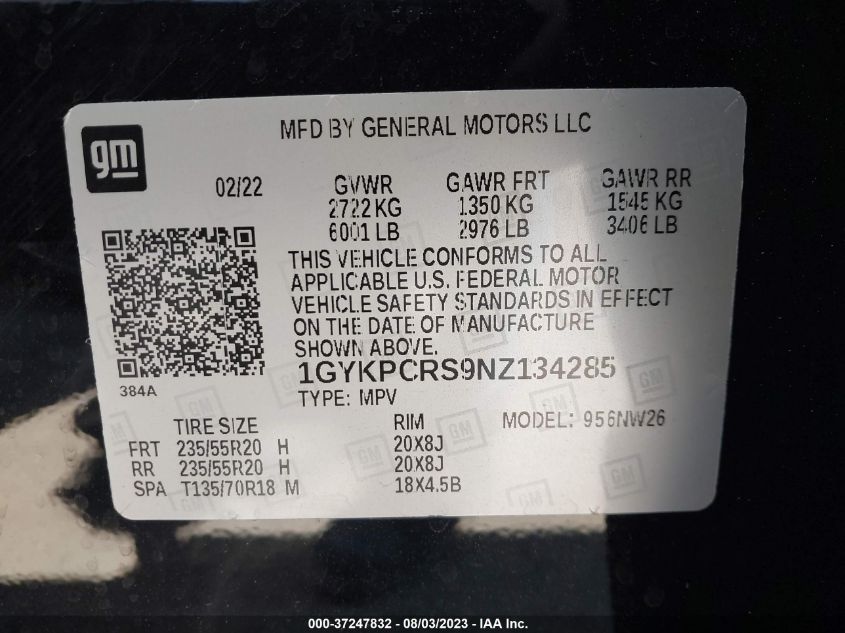 gm
MFD BY GENERAL MOTORS LLC
02/22 GVWR GAWR FRT GAWR RR
2722 KG 1350 KG 1545 KG
6001 LB 2976 LB 3406 LB
THIS VEHICLE CONFORMS TO ALL
APPLICABLE U.S. FEDERAL MOTOR
VEHICLE SAFETY STANDARDS IN EFFECT
ON THE DATE OF MANUFACTURE
SHOWN ABOVE.
384A
1GYKPCRS9NZ134285
TYPE: MPV
TIRE SIZE RIM MODEL: 956NW26
FRT 235/55R20 H 20X8J
RR 235/55R20 H 20X8J
SPA T135/70R18 M 18X4.5B
000-37247832 - 08/03/2023 - IAA Inc.